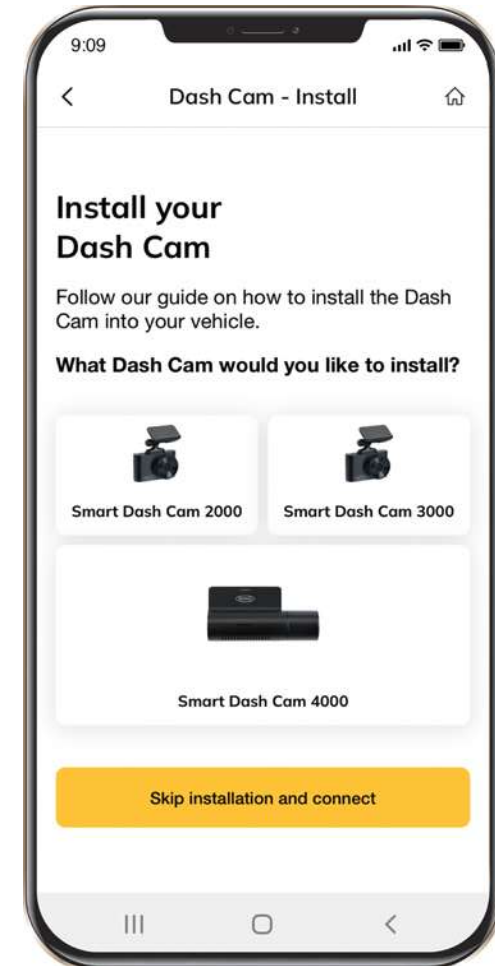 9:09
Dash Cam - Install
Install your
Dash Cam
Follow our guide on how to install the Dash
Cam into your vehicle.
What Dash Cam would you like to install?
Smart Dash Cam 2000
Smart Dash Cam 3000
Smart Dash Cam 4000
Skip installation and connect